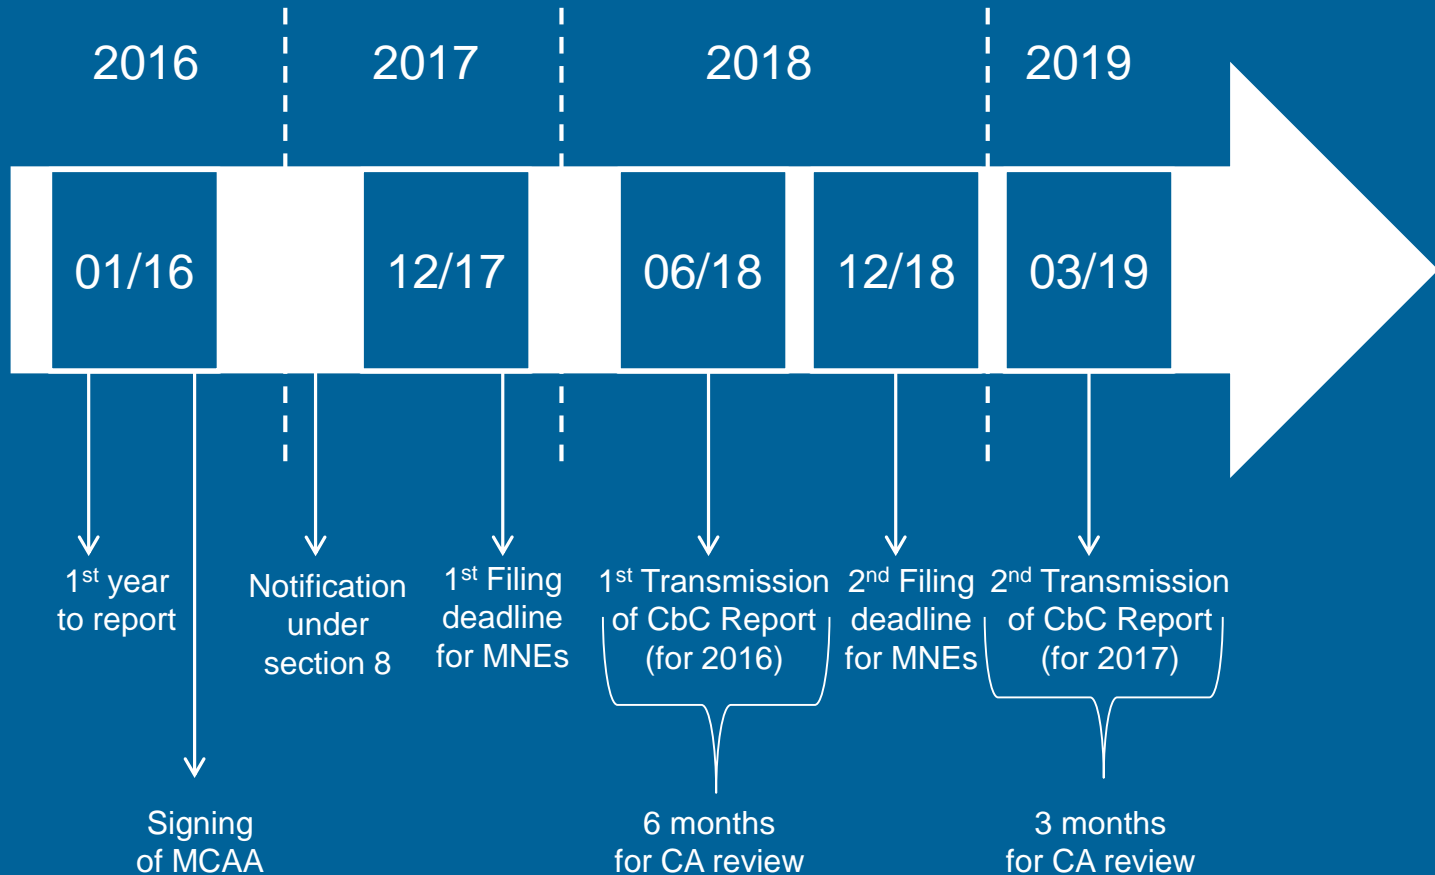 2016
2017
2018
2019
01/16
12/17
06/18
12/18
03/19
1st year
to report
Notification
under
section 8
1st Filing
deadline
for MNEs
1st Transmission
of CbC Report
(for 2016)
2nd Filing
deadline
for MNEs
2nd Transmission
of CbC Report
(for 2017)
Signing
of MCAA
6 months
for CA review
3 months
for CA review